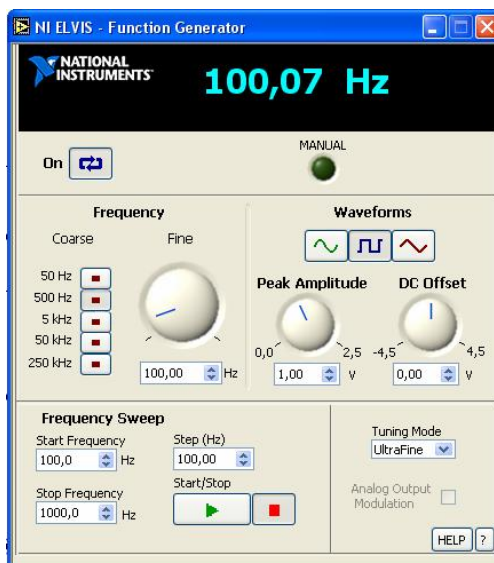 NI ELVIS - Function Generator
NATIONAL
INSTRUMENTS™
100,07 Hz
On
MANUAL
Frequency
Coarse
Fine
50 Hz
500 Hz
5 kHz
50 kHz
250 kHz
100,00 Hz
Waveforms
Peak Amplitude
0,0 2,5
1,00 V
DC Offset
-4,5 4,5
0,00 V
Frequency Sweep
Start Frequency
100,0 Hz
Step (Hz)
100,00
Stop Frequency
1000,0 Hz
Start/Stop
Tuning Mode
UltraFine
Analog Output
Modulation
HELP ?